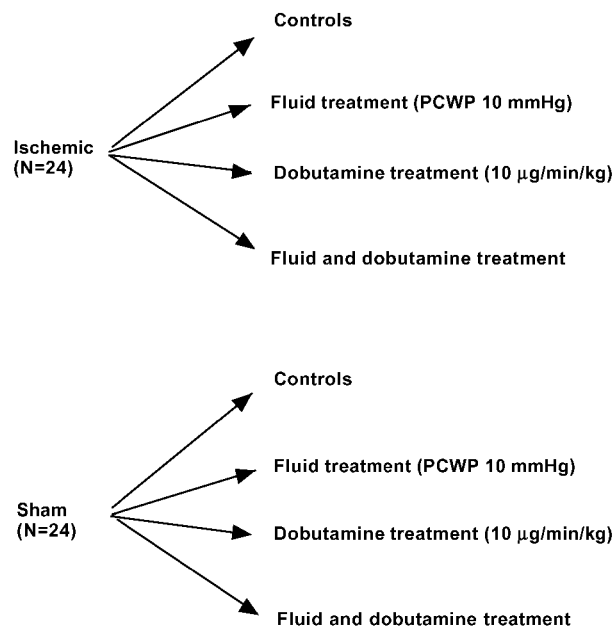 Controls
Fluid treatment (PCWP 10 mmHg)
Ischemic
(N=24)
Dobutamine treatment (10 μg/min/kg)
Fluid and dobutamine treatment
Controls
Fluid treatment (PCWP 10 mmHg)
Sham
(N=24)
Dobutamine treatment (10 μg/min/kg)
Fluid and dobutamine treatment